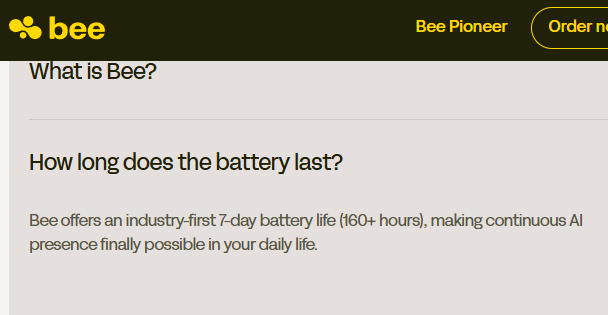 bee
Bee Pioneer
Order
What is Bee?
How long does the battery last?
Bee offers an industry-first 7-day battery life (160+ hours), making continuous AI
presence finally possible in your daily life.